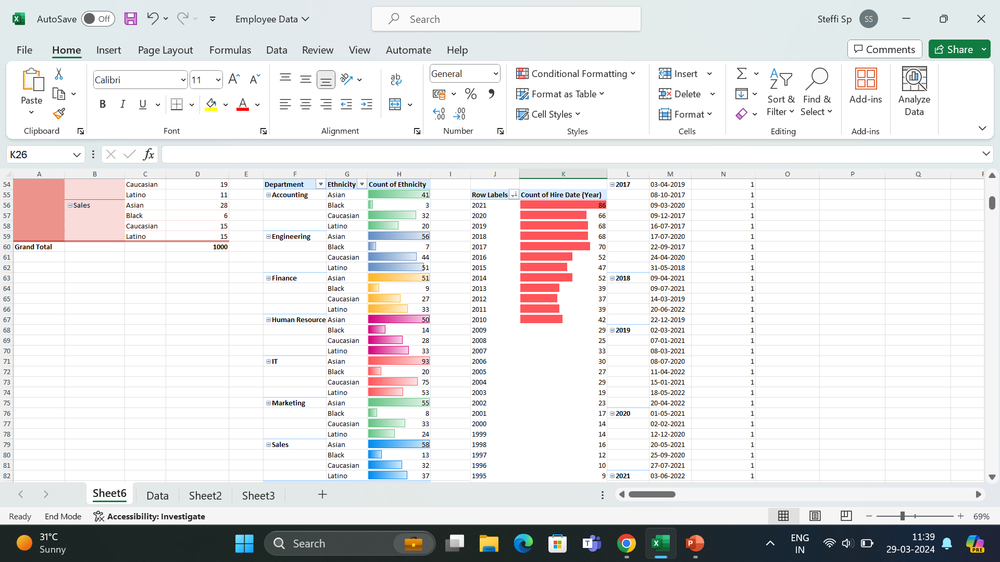 AutoSave Off Employee Data Search Steffi Sp SS
File Home Insert Page Layout Formulas Data Review View Automate Help Comments Share
Paste Calibri 11 General Conditional Formatting Insert
Format as Table Delete Sort & Filter Find & Select Add-ins Analyze Data
B I U Cell Styles Format
Clipboard Font Alignment Number Styles Cells Editing Add-ins
K26 fx
A B C D E F G H I J K L M N O P Q
54 Caucasian 19 Department Ethnicity Count of Ethnicity 2017 03-04-2019 1
55 Latino 11 Accounting Asian 41 Row Labels Count of Hire Date (Year) 08-10-2017 1
56 Sales Asian 28 Black 3 2021 86 09-03-2020 1
57 Black 6 Caucasian 32 2020 66 09-12-2017 1
58 Caucasian 15 Latino 20 2019 68 16-07-2017 1
59 Latino 15 Engineering Asian 56 2018 68 17-07-2020 1
60 Grand Total 1000 Black 7 2017 70 22-09-2017 1
61 Caucasian 44 2016 52 24-04-2020 1
62 Latino 51 2015 47 31-05-2018 1
63 Finance Asian 51 2014 52 2018 09-04-2021 1
64 Black 9 2013 39 09-07-2021 1
65 Caucasian 27 2012 37 14-03-2019 1
66 Latino 33 2011 39 20-06-2022 1
67 Human Resource Asian 50 2010 42 22-12-2019 1
68 Black 14 2009 29 2019 02-03-2021 1
69 Caucasian 28 2008 25 07-01-2021 1
70 Latino 33 2007 33 08-03-2021 1
71 IT Asian 93 2006 30 08-07-2020 1
72 Black 20 2005 27 11-04-2022 1
73 Caucasian 75 2004 29 15-01-2021 1
74 Latino 53 2003 19 18-05-2022 1
75 Marketing Asian 55 2002 23 20-04-2022 1
76 Black 8 2001 17 2020 01-05-2021 1
77 Caucasian 33 2000 14 02-02-2021 1
78 Latino 24 1999 14 12-12-2020 1
79 Sales Asian 58 1998 16 20-05-2021 1
80 Black 13 1997 12 25-09-2020 1
81 Caucasian 32 1996 10 27-07-2021 1
82 Latino 37 1995 9 2021 03-06-2022 1
Sheet6 Data Sheet2 Sheet3
Ready End Mode Accessibility: Investigate 69%
31°C
Sunny
Search
ENG
IN
11:39
29-03-2024
PRE